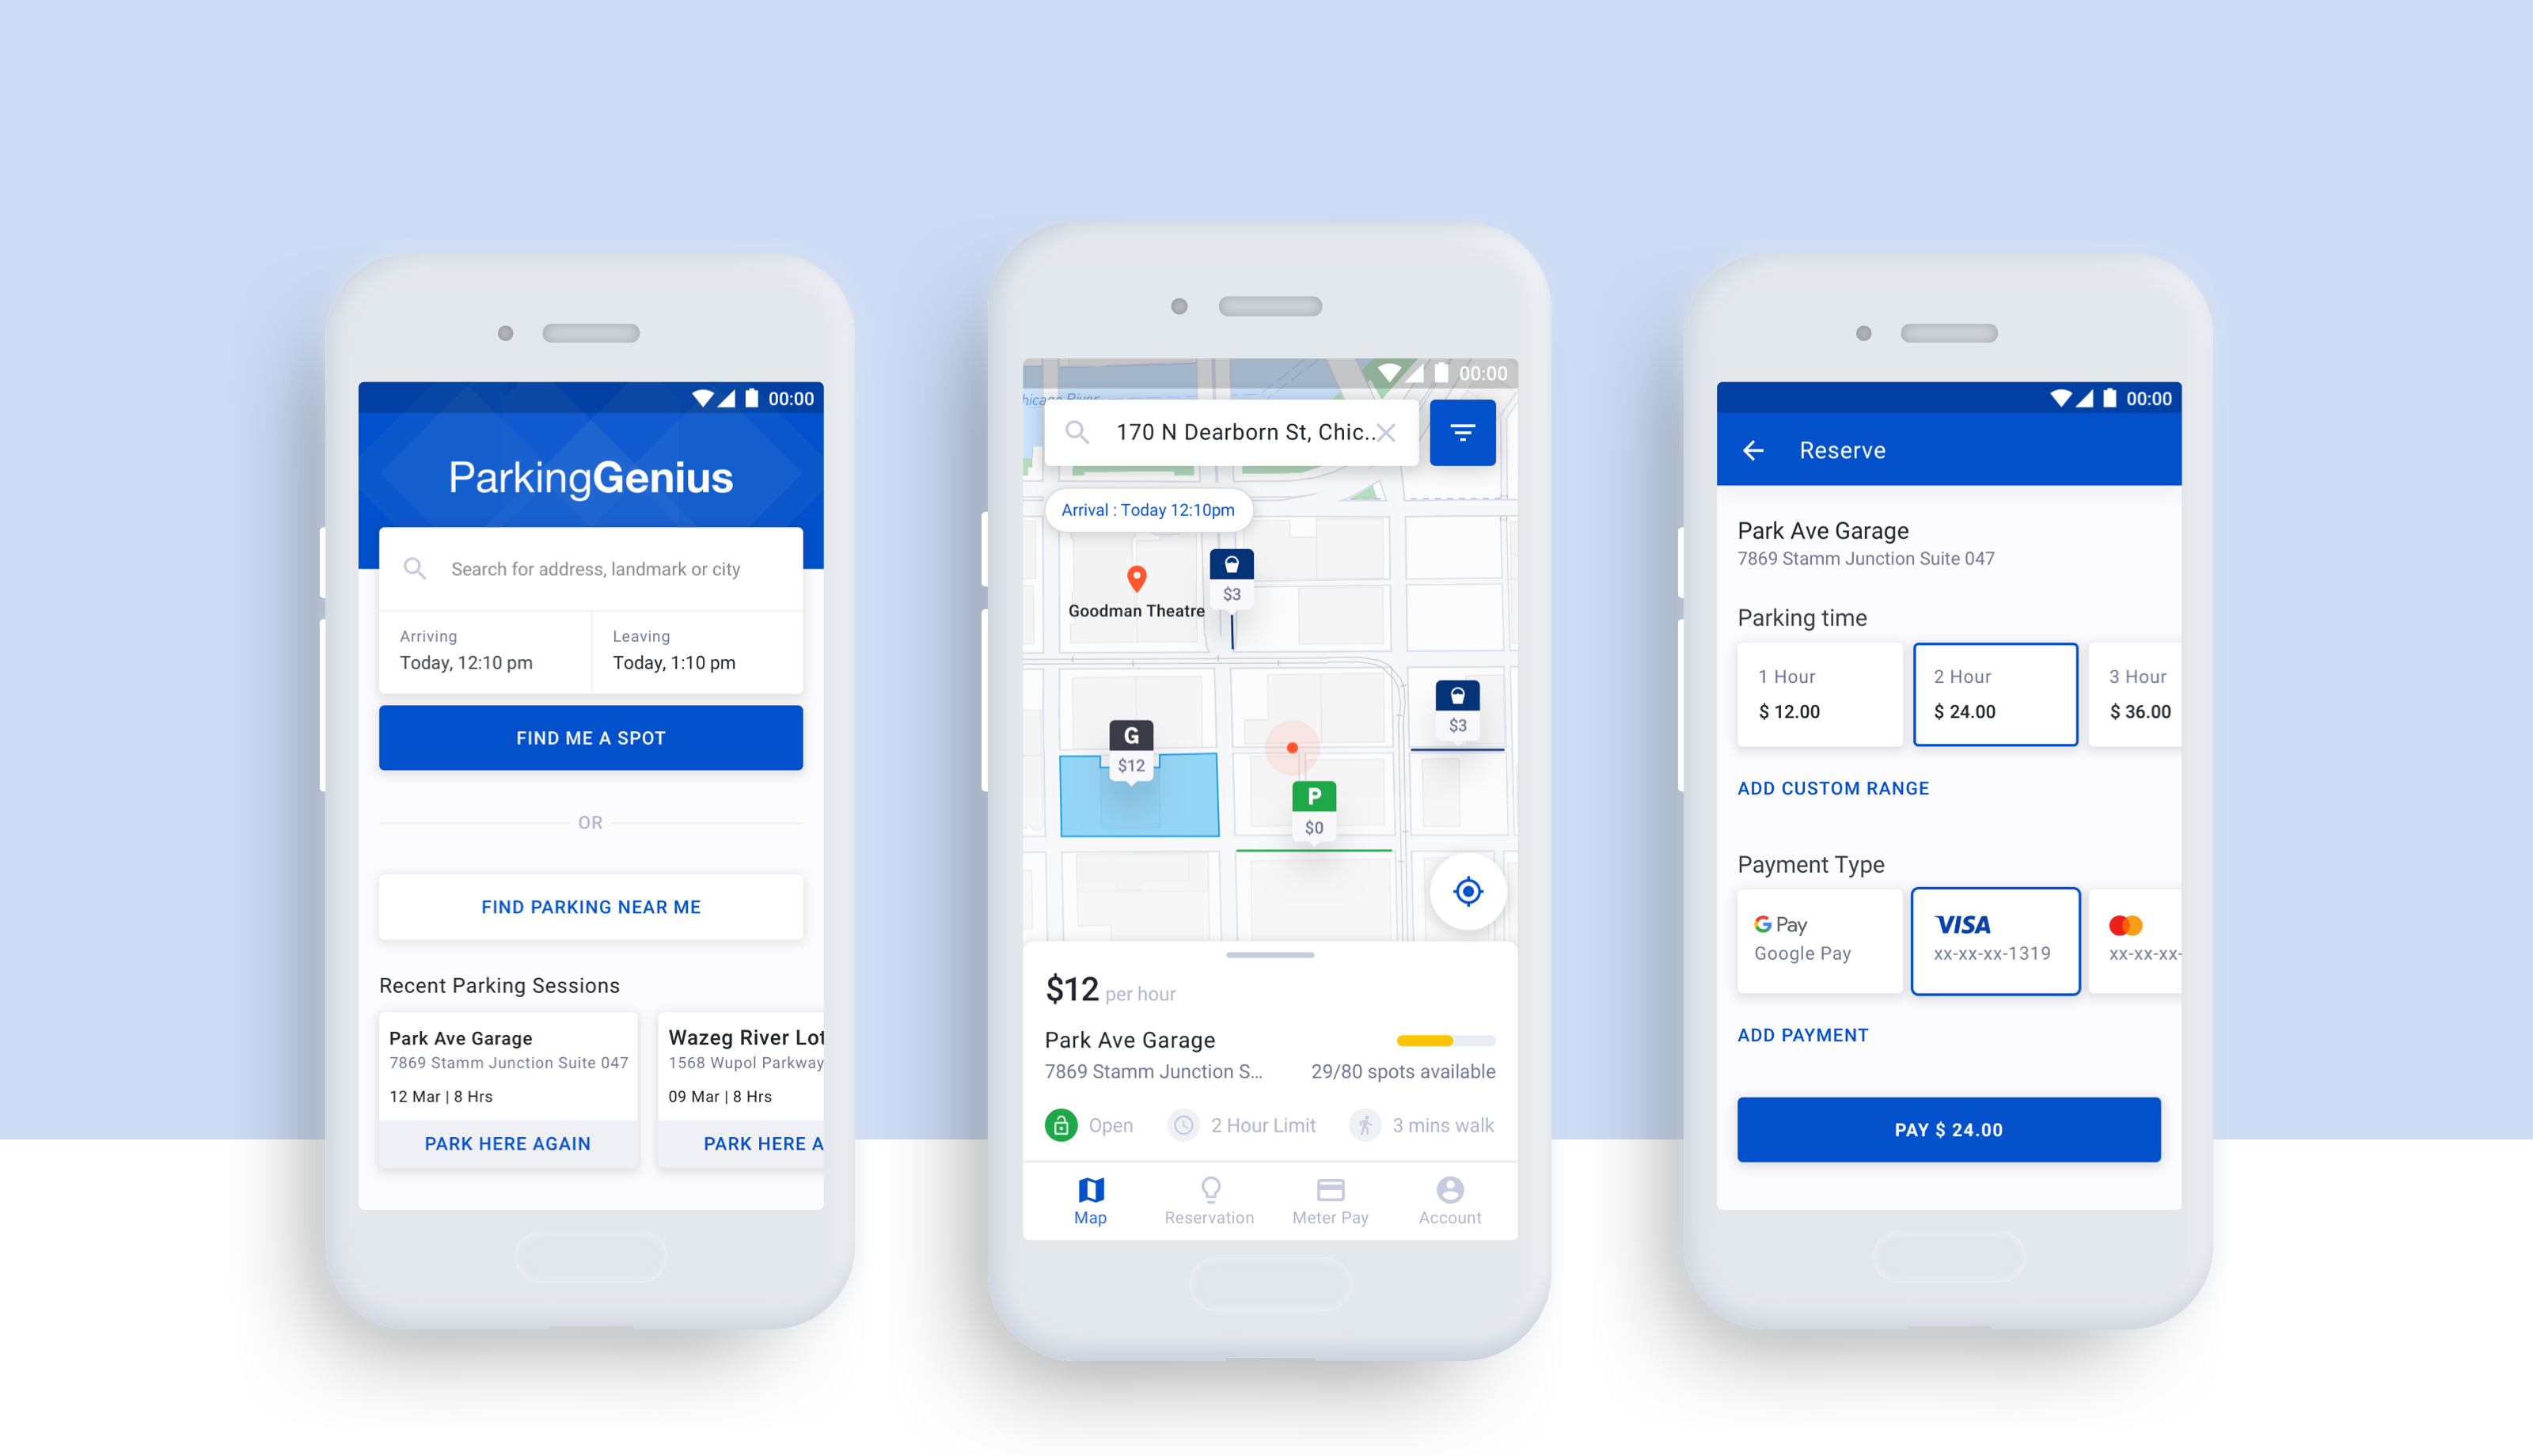 00:00
ParkingGenius
Search for address, landmark or city
Arriving
Today, 12:10 pm
Leaving
Today, 1:10 pm
FIND ME A SPOT
OR
FIND PARKING NEAR ME
Recent Parking Sessions
Park Ave Garage
7869 Stamm Junction Suite 047
12 Mar | 8 Hrs
PARK HERE AGAIN
Wazeg River Lot
1568 Wupol Parkway
09 Mar | 8 Hrs
PARK HERE A
00:00
hicago River
170 N Dearborn St, Chic..
Arrival : Today 12:10pm
$3
Goodman Theatre
$3
G
$12
P
$0
$12 per hour
Park Ave Garage
7869 Stamm Junction S...
29/80 spots available
Open
2 Hour Limit
3 mins walk
Map
Reservation
Meter Pay
Account
00:00
Reserve
Park Ave Garage
7869 Stamm Junction Suite 047
Parking time
1 Hour
$ 12.00
2 Hour
$ 24.00
3 Hour
$ 36.00
ADD CUSTOM RANGE
Payment Type
G Pay
Google Pay
VISA
xx-xx-xx-1319
xx-xx-xx-
ADD PAYMENT
PAY $ 24.00